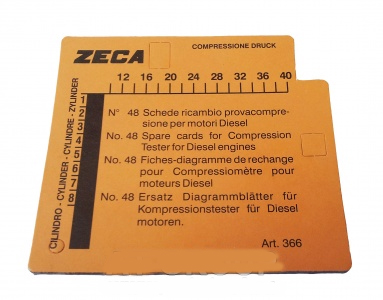 ZECA
COMPRESSIONE DRUCK
12 16 20 24 28 32 36 40
CILINDRO - CYLINDER - CYLINDRE - ZYLINDER
1
2
3
4
5
6
7
8
N° 48 Schede ricambio provacompre-
sione per motori Diesel
No. 48 Spare cards for Compression
Tester for Diesel engines
No. 48 Fiches-diagramme de rechange
pour Compressiomètre pour
moteurs Diesel
No. 48 Ersatz Diagrammblätter für
Kompressionstester für Diesel
motoren.
Art. 366